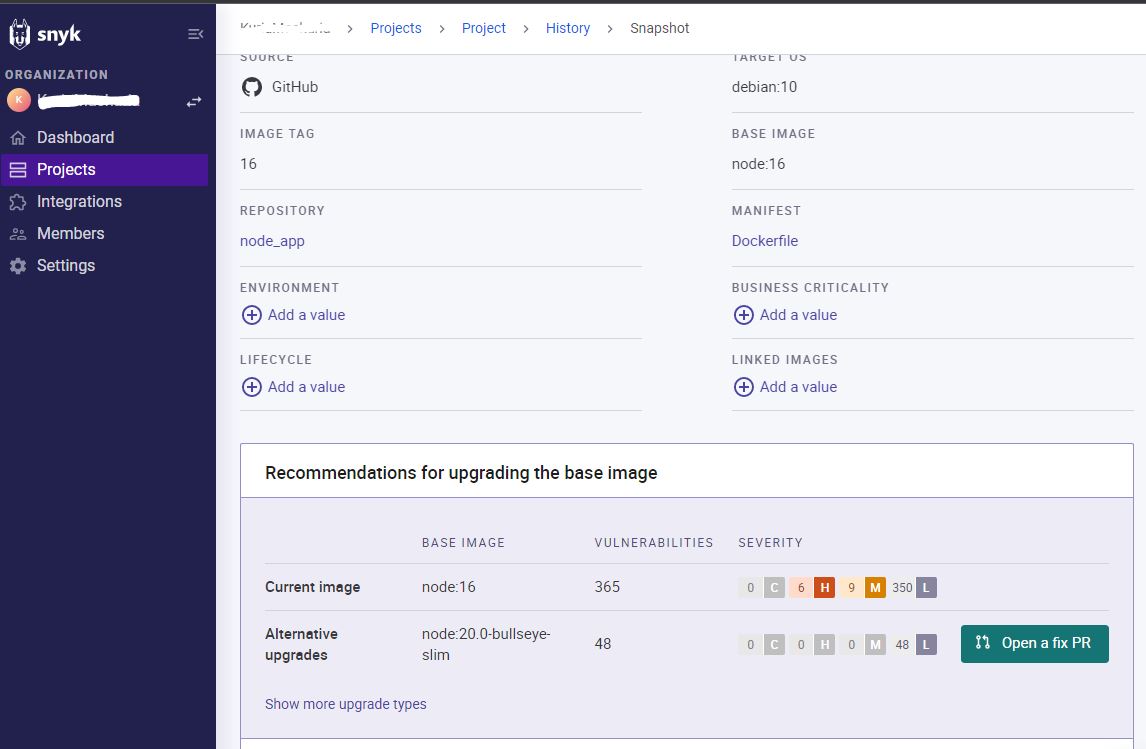 snyk
ORGANIZATION
K
Dashboard
Projects
Integrations
Members
Settings
> Projects > Project > History > Snapshot
SOURCE
GitHub
TARGET OS
debian:10
IMAGE TAG
16
BASE IMAGE
node:16
REPOSITORY
node_app
MANIFEST
Dockerfile
ENVIRONMENT
Add a value
BUSINESS CRITICALITY
Add a value
LIFECYCLE
Add a value
LINKED IMAGES
Add a value
Recommendations for upgrading the base image
BASE IMAGE VULNERABILITIES SEVERITY
Current image node:16 365 0 C 6 H 9 M 350 L
Alternative upgrades node:20.0-bullseye-slim 48 0 C 0 H 0 M 48 L Open a fix PR
Show more upgrade types